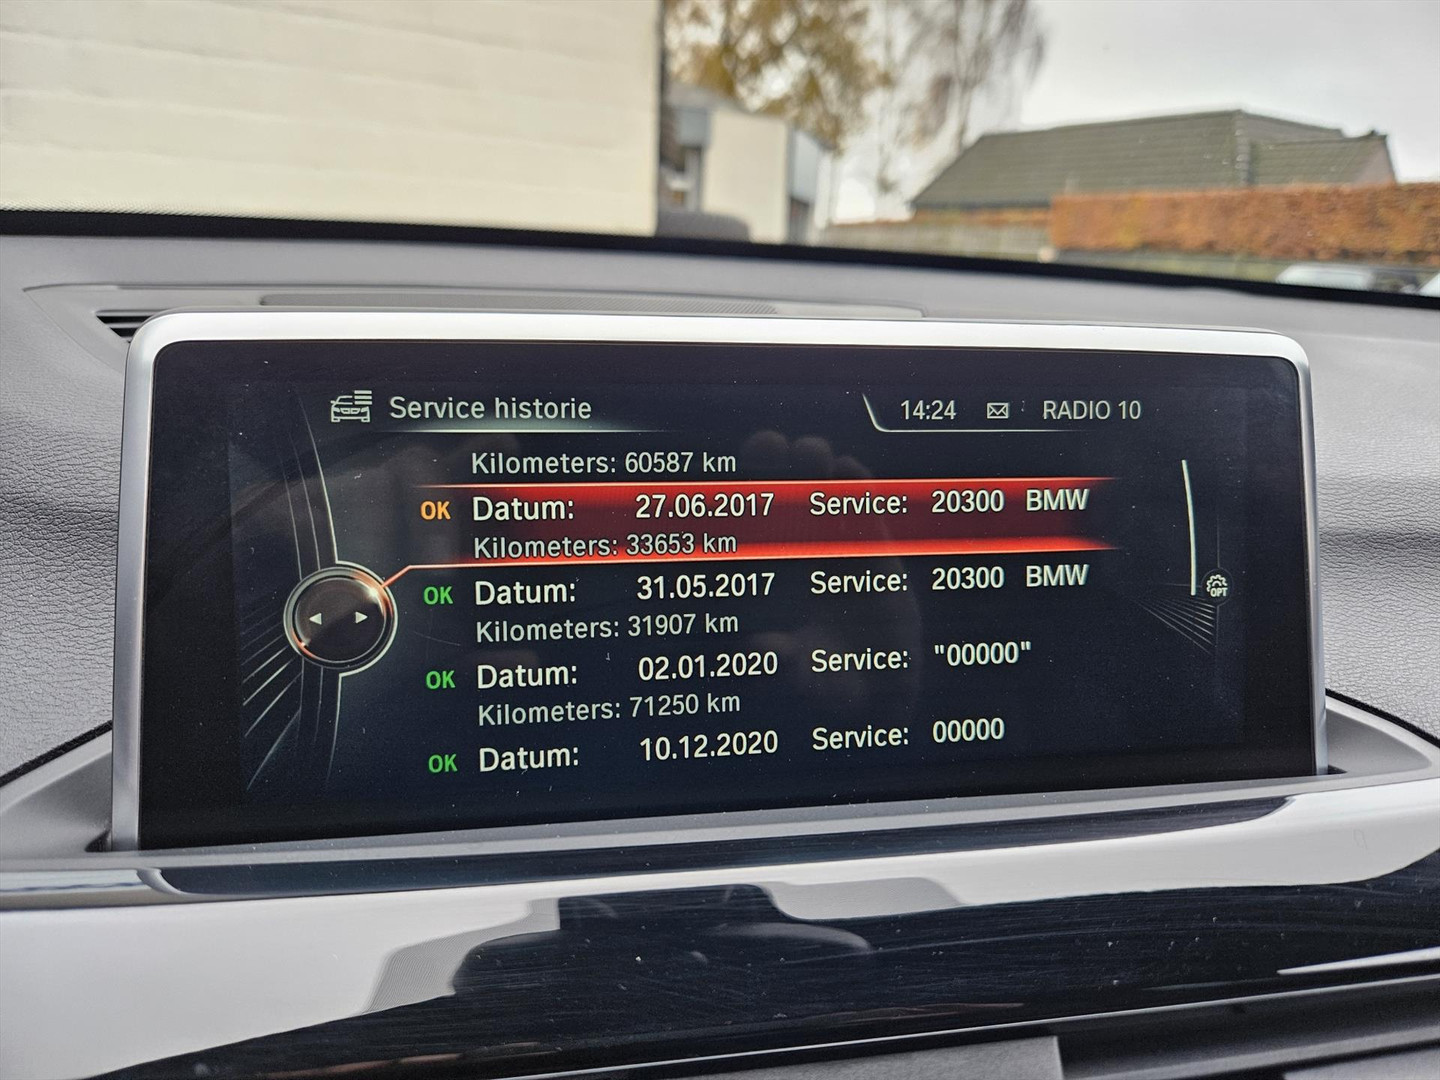 Service historie 14:24 RADIO 10
Kilometers: 60587 km
OK Datum: 27.06.2017 Service: 20300 BMW
Kilometers: 33653 km
OK Datum: 31.05.2017 Service: 20300 BMW
Kilometers: 31907 km
OK Datum: 02.01.2020 Service: "00000"
Kilometers: 71250 km
OK Datum: 10.12.2020 Service: 00000
OPT